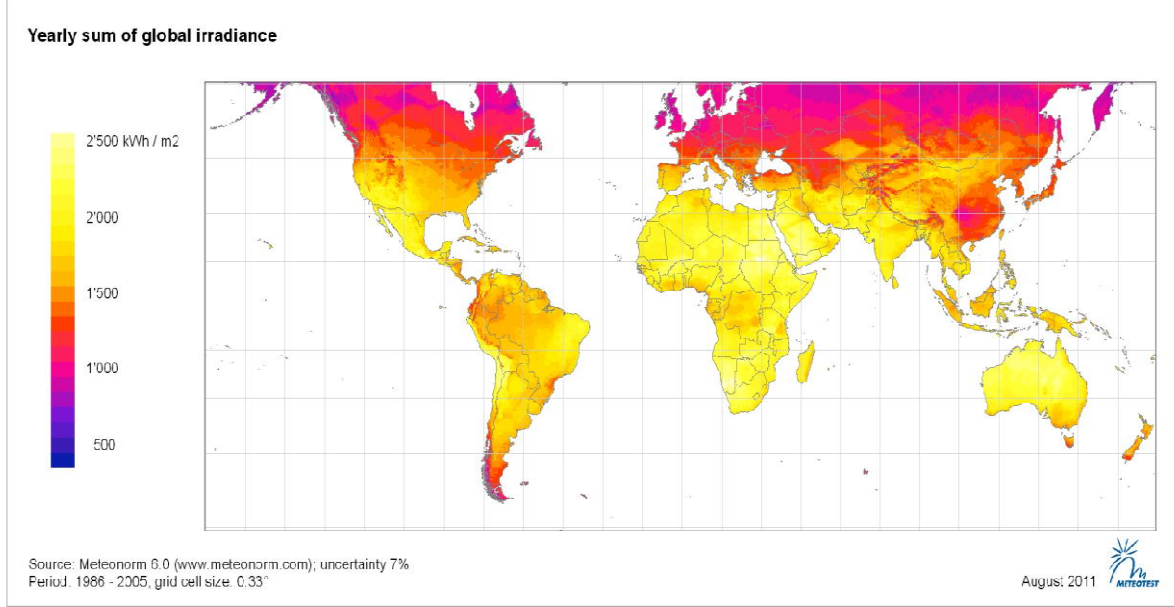 Yearly sum of global irradiance
2'500 kWh / m2
2'000
1'500
1'000
500
Source: Meteonorm 6.0 (www.meteonorm.com); uncertainty 7%
Period: 1986 - 2005, grid cell size: 0.33°
August 2011
METEOTEST